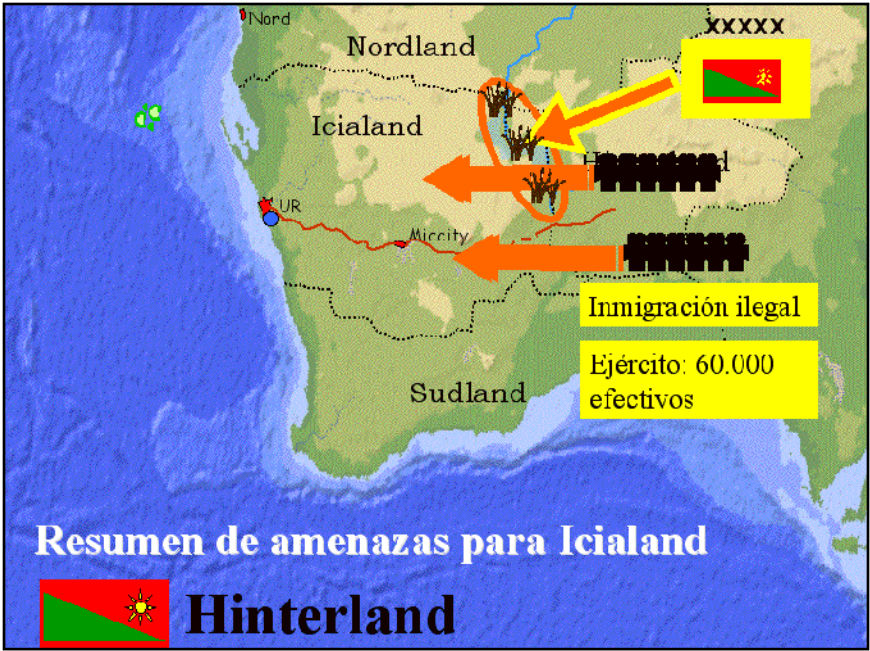 Nord
xxxxx
Nordland
Icialand
UR
Miccity
Inmigración ilegal
Ejército: 60.000
efectivos
Sudland
Resumen de amenazas para Icialand
Hinterland